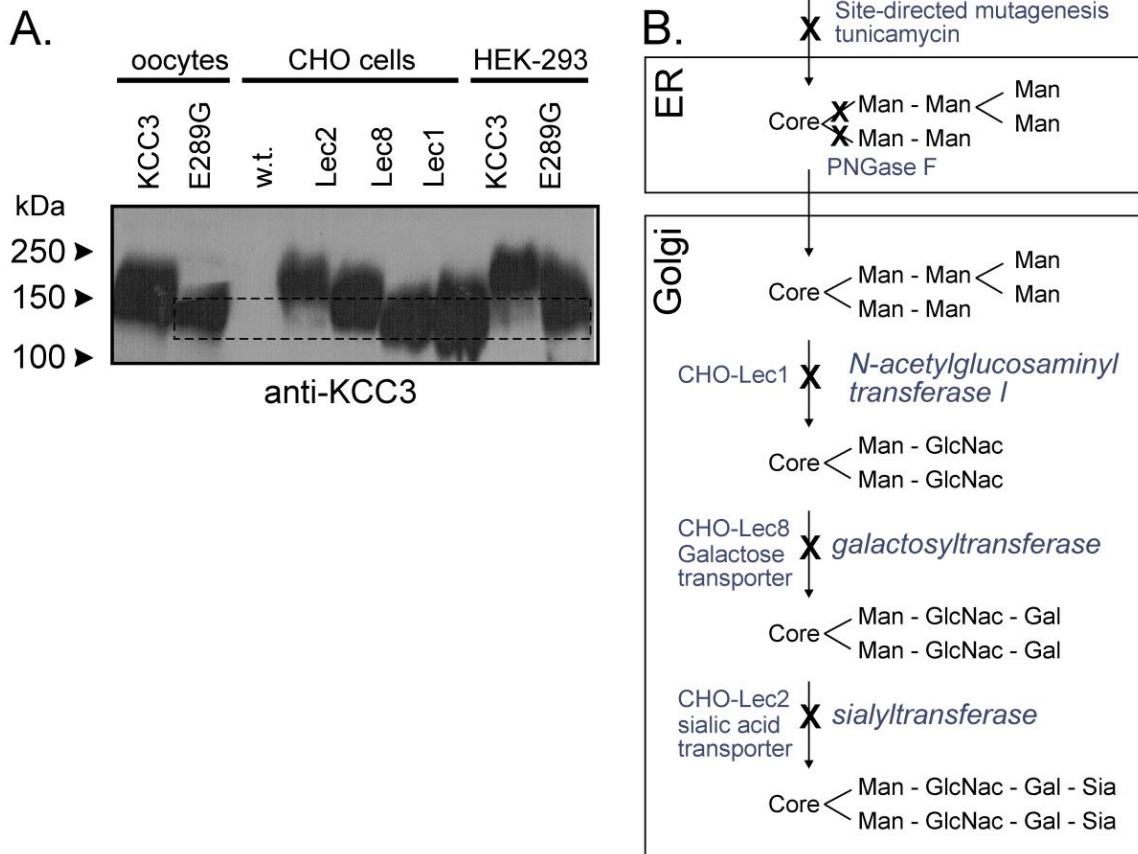 A.
oocytes CHO cells HEK-293
KCC3 E289G w.t. Lec2 Lec8 Lec1 KCC3 E289G
kDa
250
150
100
anti-KCC3
B.
Site-directed mutagenesis
tunicamycin
ER
Core Man - Man Man
Man
Man - Man
X
X
X
PNGase F
Golgi
Core Man - Man Man
Man
Man - Man
CHO-Lec1 X N-acetylglucosaminyl
transferase I
Core Man - GlcNac
Man - GlcNac
CHO-Lec8
Galactose
transporter
X galactosyltransferase
Core Man - GlcNac - Gal
Man - GlcNac - Gal
CHO-Lec2
sialic acid
transporter
X sialyltransferase
Core Man - GlcNac - Gal - Sia
Man - GlcNac - Gal - Sia